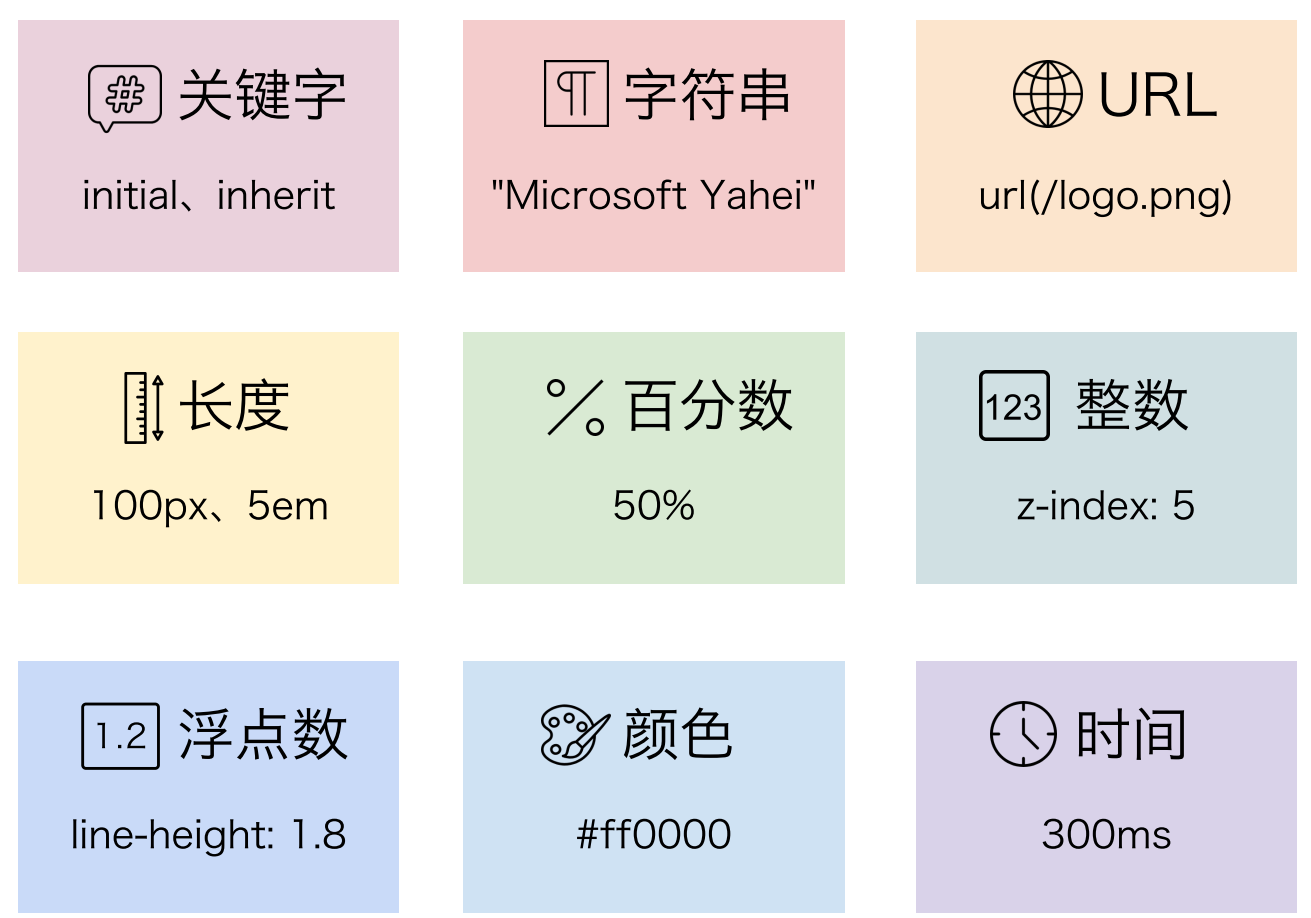 # 关键字
initial、inherit
字符串
"Microsoft Yahei"
URL
url(/logo.png)
长度
100px、5em
% 百分数
50%
123 整数
z-index: 5
1.2 浮点数
line-height: 1.8
颜色
#ff0000
时间
300ms